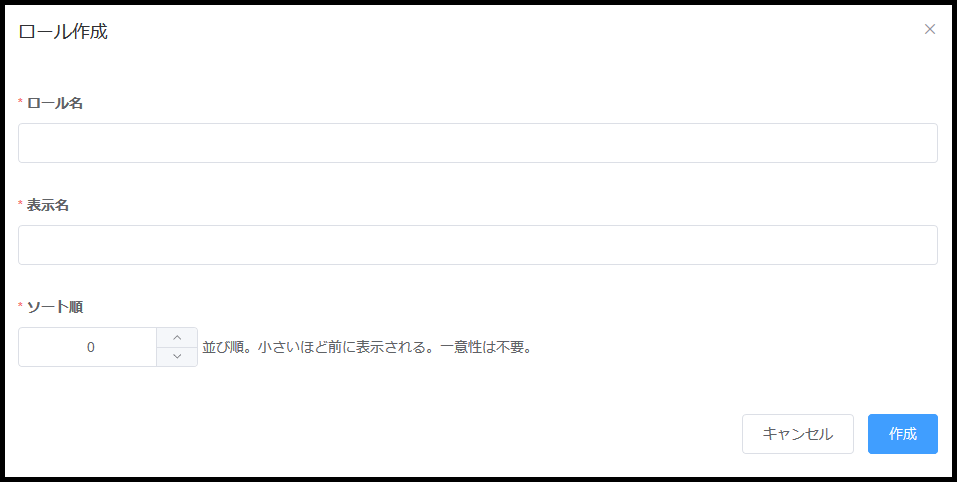 ロール作成
* ロール名
* 表示名
* ソート順
0 並び順。小さいほど前に表示される。一意性は不要。
キャンセル 作成